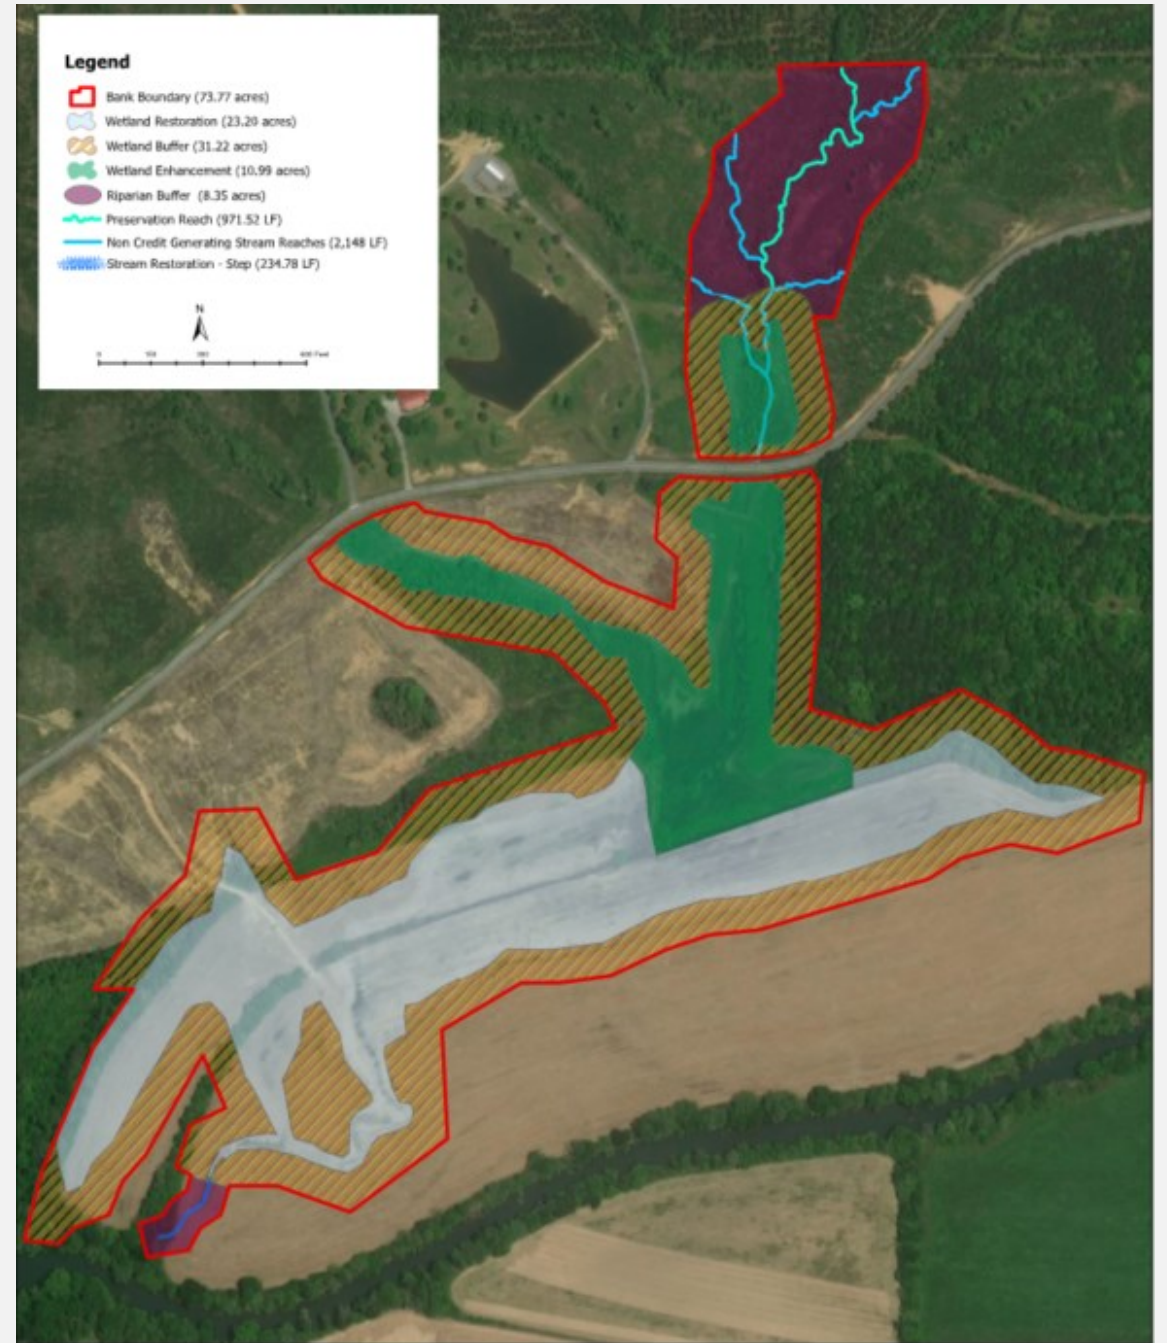 Legend
Bank Boundary (73.77 acres)
Wetland Restoration (23.20 acres)
Wetland Buffer (31.22 acres)
Wetland Enhancement (10.99 acres)
Riparian Buffer (8.35 acres)
Preservation Reach (971.52 LF)
Non Credit Generating Stream Reaches (2,148 LF)
Stream Restoration - Step (234.78 LF)
N
0 Feet